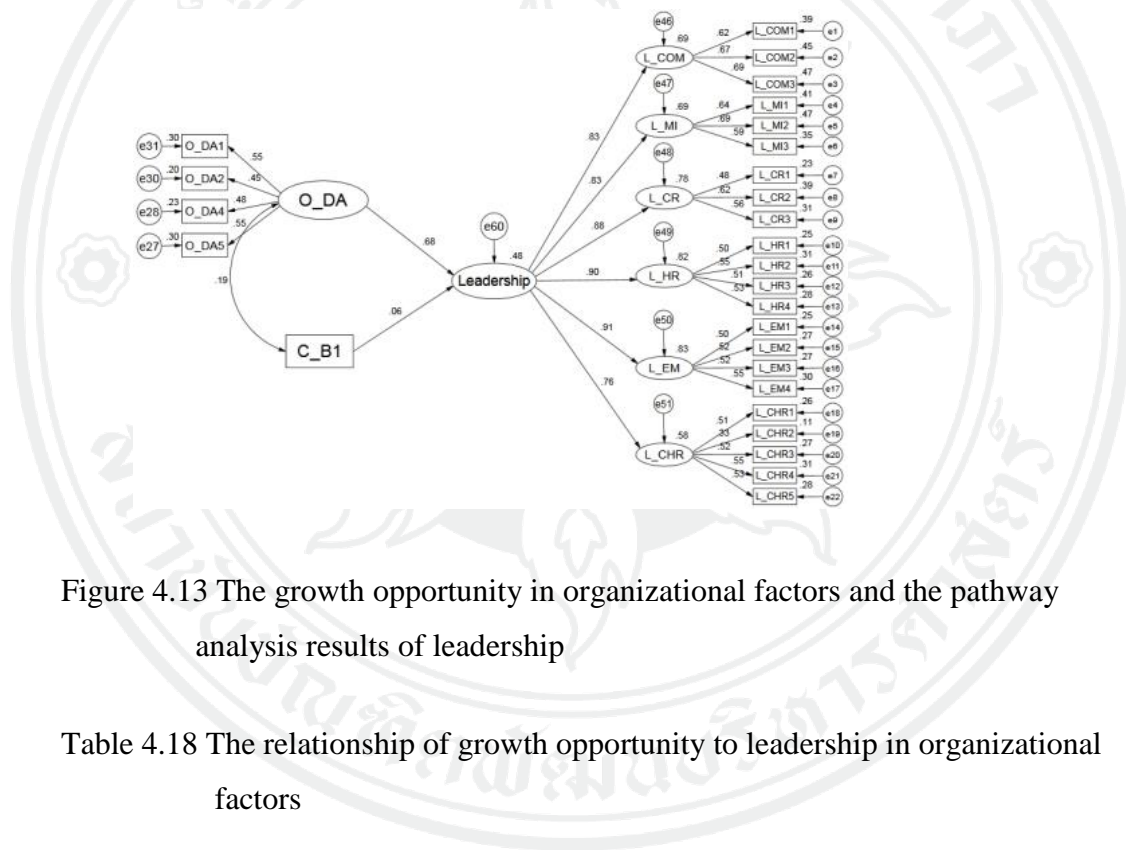 e46
.69
L_COM
.62
L_COM1
.39
e1
.67
L_COM2
.45
e2
.69
L_COM3
.47
e3
e47
.69
L_MI
.64
L_MI1
.41
e4
.69
L_MI2
.47
e5
.59
L_MI3
.35
e6
e48
.78
L_CR
.48
L_CR1
.23
e7
.62
L_CR2
.39
e8
.56
L_CR3
.31
e9
e49
.82
L_HR
.50
L_HR1
.25
e10
.55
L_HR2
.31
e11
.51
L_HR3
.26
e12
.53
L_HR4
.28
e13
e50
.83
L_EM
.50
L_EM1
.25
e14
.52
L_EM2
.27
e15
.52
L_EM3
.27
e16
.55
L_EM4
.30
e17
e51
.58
L_CHR
.51
L_CHR1
.26
e18
.33
L_CHR2
.11
e19
.52
L_CHR3
.27
e20
.55
L_CHR4
.31
e21
.53
L_CHR5
.28
e22
e31
.30
O_DA1
.55
e30
.20
O_DA2
.45
e28
.23
O_DA4
.48
e27
.30
O_DA5
.55
O_DA
.19
C_B1
.68
.06
e60
.48
Leadership
.83
.83
.88
.90
.91
.76
Figure 4.13 The growth opportunity in organizational factors and the pathway
analysis results of leadership
Table 4.18 The relationship of growth opportunity to leadership in organizational
factors